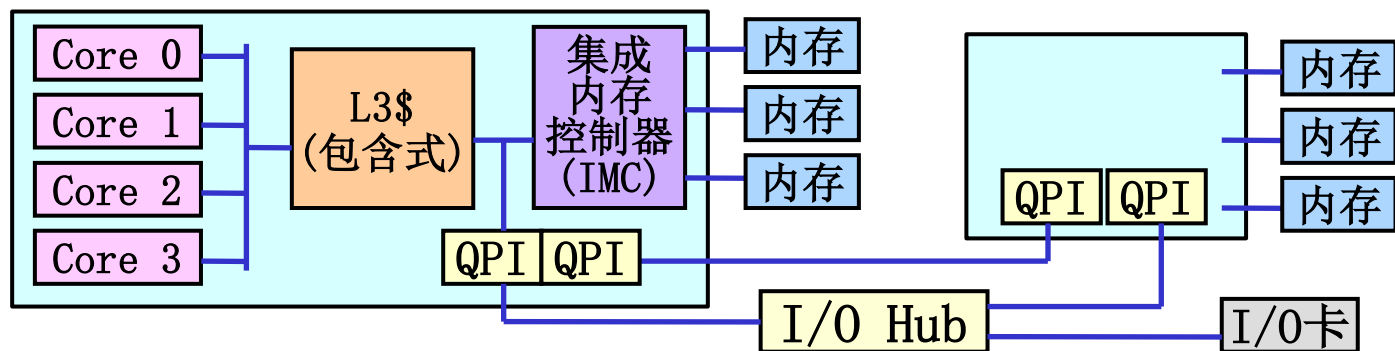 Core 0
Core 1
Core 2
Core 3
L3$
(包含式)
集成
内存
控制器
(IMC)
内存
内存
内存
QPI
QPI
QPI
QPI
内存
内存
内存
I/O Hub
I/O卡